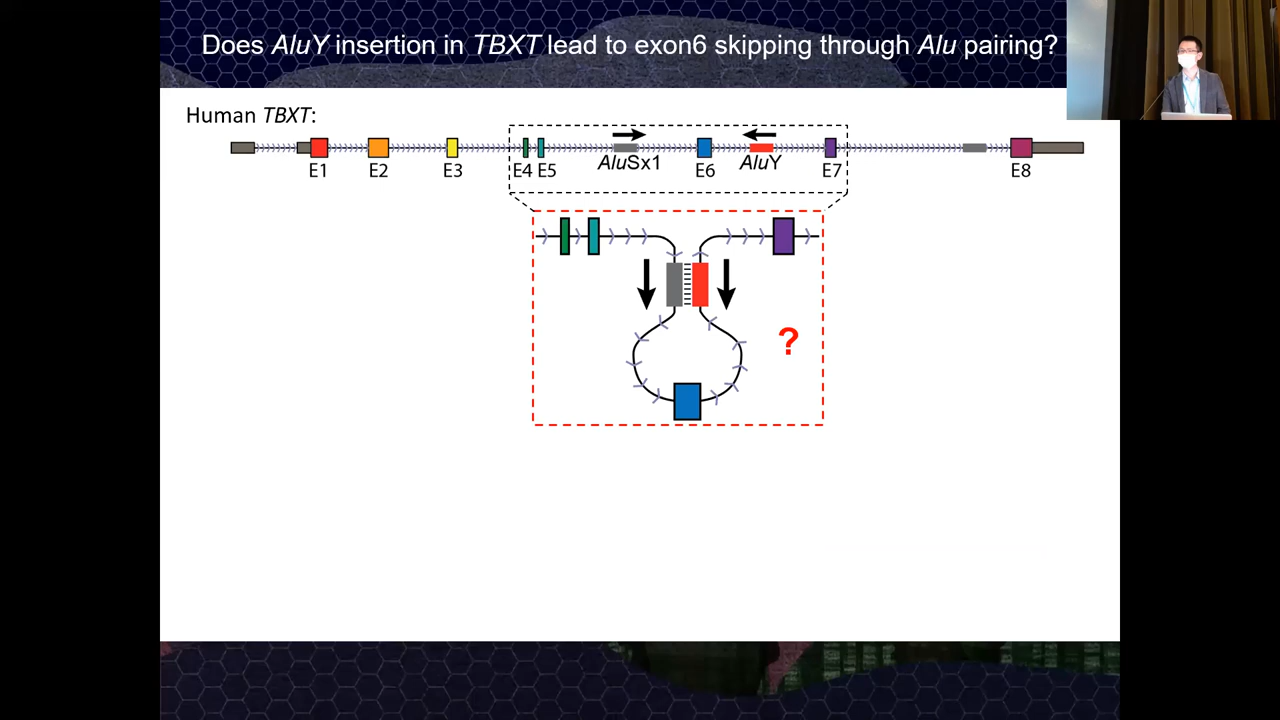 Does AluY insertion in TBXT lead to exon6 skipping through Alu pairing?
Human TBXT:
E1 E2 E3 E4 E5 AluSx1 E6 AluY E7 E8
?